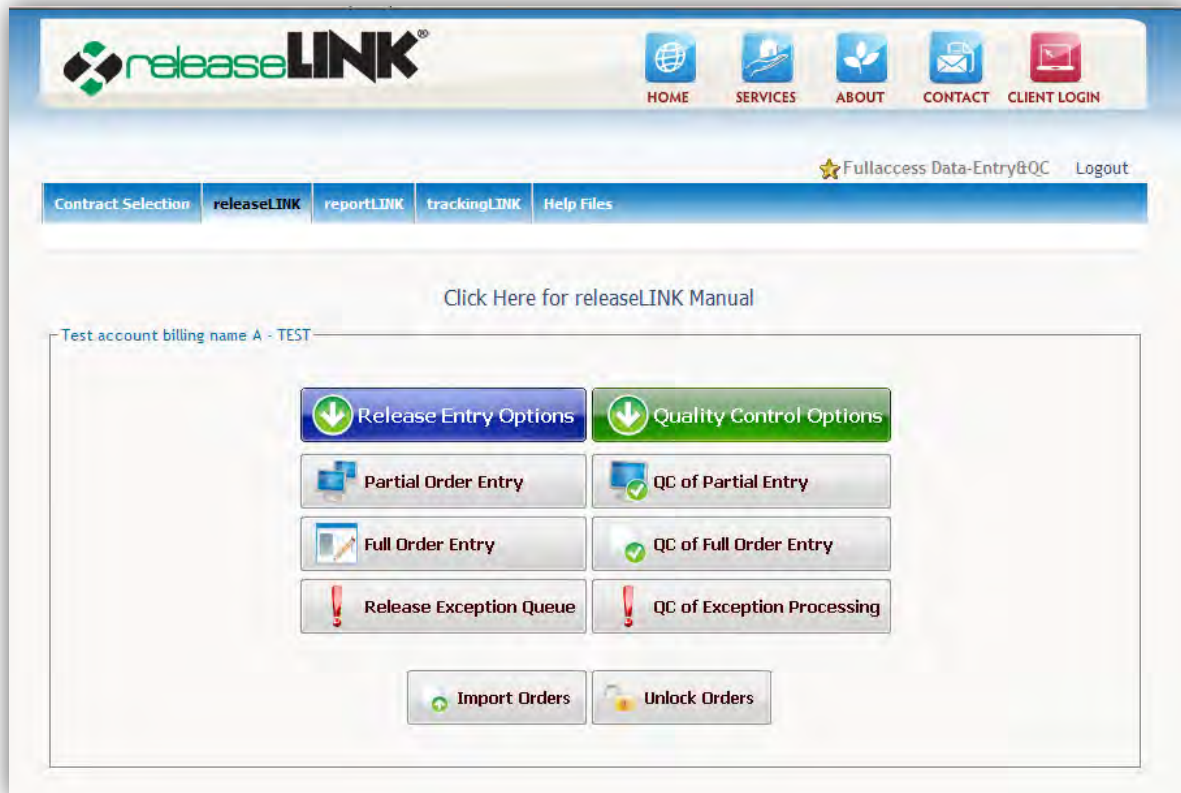 releaseLINK®
HOME SERVICES ABOUT CONTACT CLIENT LOGIN
Fullaccess Data-Entry&QC Logout
Contract Selection releaseLINK reportLINK trackingLINK Help Files
Click Here for releaseLINK Manual
Test account billing name A - TEST
Release Entry Options Quality Control Options
Partial Order Entry QC of Partial Entry
Full Order Entry QC of Full Order Entry
Release Exception Queue QC of Exception Processing
Import Orders Unlock Orders